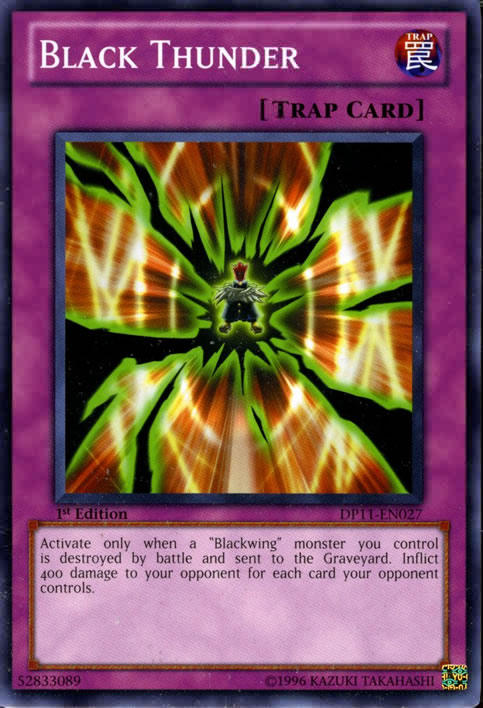 BLACK THUNDER
TRAP
罠
[TRAP CARD]
1st Edition
DP11-EN027
Activate only when a "Blackwing" monster you control
is destroyed by battle and sent to the Graveyard. Inflict
400 damage to your opponent for each card your opponent
controls.
52833089
©1996 KAZUKI TAKAHASHI